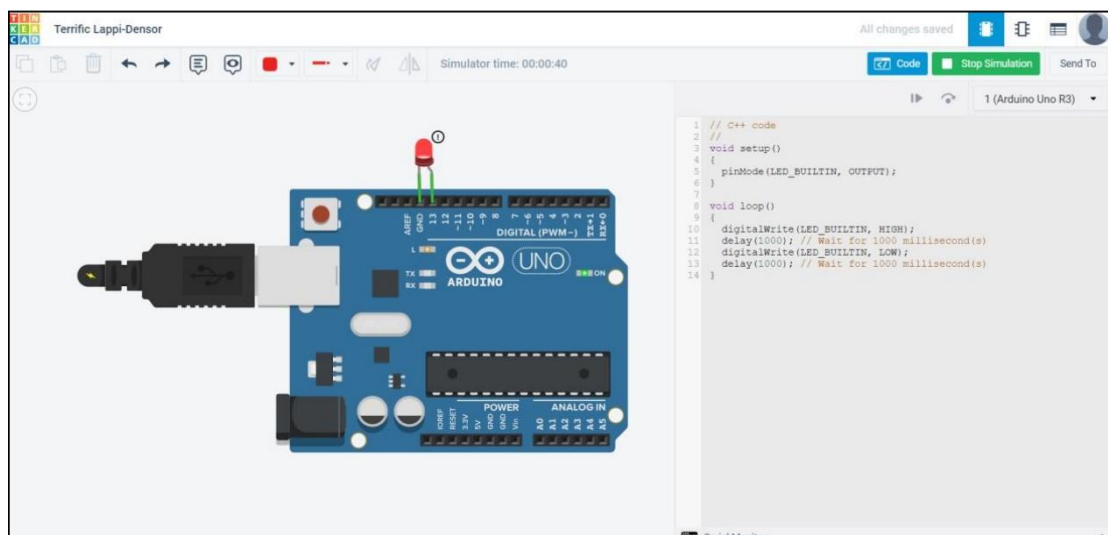 TIN
KER
CAD
Terrific Lappi-Densor
All changes saved
Simulator time: 00:00:40
Code
Stop Simulation
Send To
1 (Arduino Uno R3)
1 // C++ code
2 //
3 void setup()
4 {
5 pinMode(LED_BUILTIN, OUTPUT);
6 }
7
8 void loop()
9 {
10 digitalWrite(LED_BUILTIN, HIGH);
11 delay(1000); // Wait for 1000 millisecond(s)
12 digitalWrite(LED_BUILTIN, LOW);
13 delay(1000); // Wait for 1000 millisecond(s)
14 }
AREF
GND
13
12
~11
~10
~9
8
7
~6
~5
4
~3
2
TX→1
RX←0
DIGITAL (PWM~)
L
TX
RX
ON
UNO
ARDUINO
POWER
ANALOG IN
IOREF
RESET
3.3V
5V
GND
GND
Vin
A0
A1
A2
A3
A4
A5